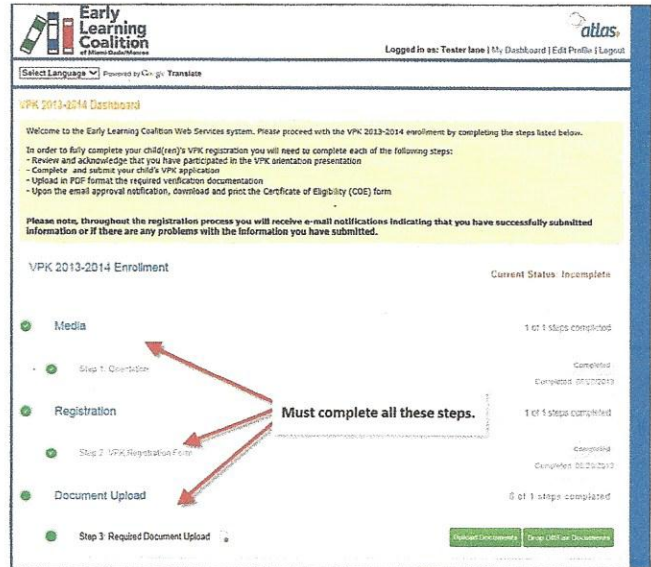 Early
Learning
Coalition
of Miami-Dade/Monroe
atlas
Logged in as: Tester lane | My Dashboard | Edit Profile | Logout
Select Language Powered by Google Translate
VPK 2013-2014 Dashboard
Welcome to the Early Learning Coalition Web Services system. Please proceed with the VPK 2013-2014 enrollment by completing the steps listed below.
In order to fully complete your child(ren)'s VPK registration you will need to complete each of the following steps:
- Review and acknowledge that you have participated in the VPK orientation presentation
- Complete and submit your child's VPK application
- Upload in PDF format the required verification documentation
- Upon the email approval notification, download and print the Certificate of Eligibility (COE) form
Please note, throughout the registration process you will receive e-mail notifications indicating that you have successfully submitted
information or if there are any problems with the information you have submitted.
VPK 2013-2014 Enrollment
Current Status: Incomplete
Media
1 of 1 steps completed
Step 1: Orientation
Completed
Completed:
Registration
Must complete all these steps.
1 of 1 steps completed
Step 2: VPK Registration Form
Completed
Completed:
Document Upload
0 of 1 steps completed
Step 3: Required Document Upload
Upload Documents
Drop Off/Fax Documents